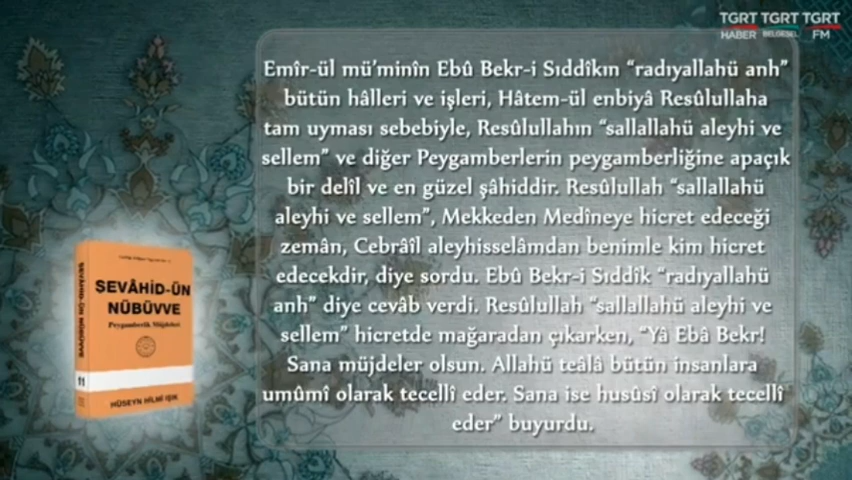 TGRT TGRT TGRT
HABER BELGESEL FM
Emîr-ül mü'minîn Ebû Bekr-i Sıddîkın “radıyallahü anh”
bütün hâlleri ve işleri, Hâtem-ül enbiyâ Resûlullaha
tam uyması sebebiyle, Resûlullahın “sallallahü aleyhi ve
sellem” ve diğer Peygamberlerin peygamberliğine apaçık
bir delîl ve en güzel şâhiddir. Resûlullah “sallallahü
aleyhi ve sellem”, Mekkeden Medîneye hicret edeceği
zemân, Cebrâîl aleyhisselâmdan benimle kim hicret
edecekdir, diye sordu. Ebû Bekr-i Sıddîk “radıyallahü
anh” diye cevâb verdi. Resûlullah “sallallahü aleyhi ve
sellem” hicretde mağaradan çıkarken, “Yâ Ebâ Bekr!
Sana müjdeler olsun. Allahü teâlâ bütün insanlara
umûmî olarak tecellî eder. Sana ise husûsî olarak tecellî
eder” buyurdu.
ŞEVÂHİD-ÜN NÜBÜVVE
11
ŞEVÂHİD-ÜN
NÜBÜVVE
Peygamberlik Müjdeleri
HÜSEYN HİLMİ IŞIK